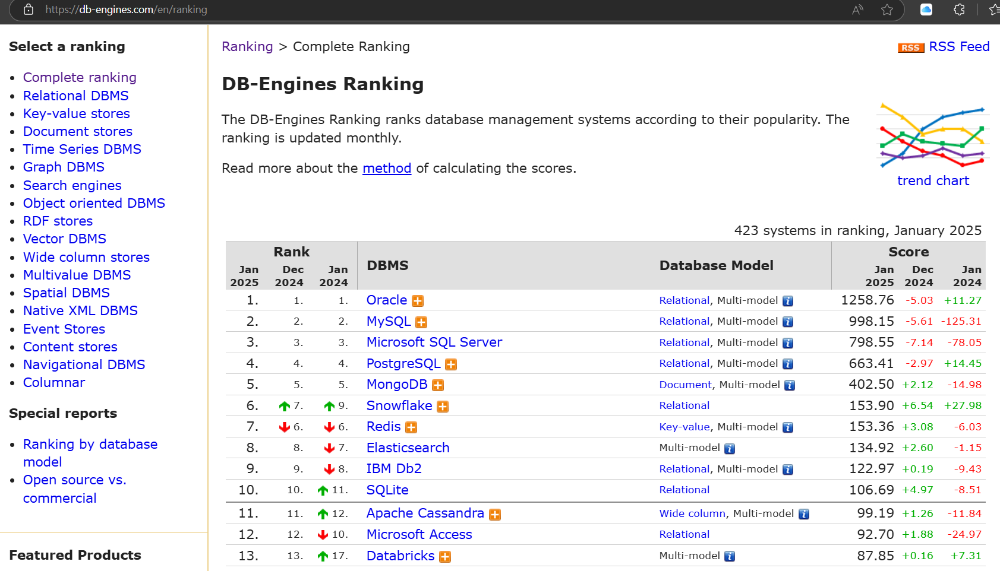 https://db-engines.com/en/ranking
Select a ranking
Complete ranking
Relational DBMS
Key-value stores
Document stores
Time Series DBMS
Graph DBMS
Search engines
Object oriented DBMS
RDF stores
Vector DBMS
Wide column stores
Multivalue DBMS
Spatial DBMS
Native XML DBMS
Event Stores
Content stores
Navigational DBMS
Columnar
Special reports
Ranking by database
model
Open source vs.
commercial
Featured Products
Ranking > Complete Ranking
RSS RSS Feed
DB-Engines Ranking
The DB-Engines Ranking ranks database management systems according to their popularity. The
ranking is updated monthly.
Read more about the method of calculating the scores.
trend chart
423 systems in ranking, January 2025
Rank DBMS Database Model Score
Jan Dec Jan Jan Dec Jan
2025 2024 2024 2025 2024 2024
1. 1. 1. Oracle Relational, Multi-model 1258.76 -5.03 +11.27
2. 2. 2. MySQL Relational, Multi-model 998.15 -5.61 -125.31
3. 3. 3. Microsoft SQL Server Relational, Multi-model 798.55 -7.14 -78.05
4. 4. 4. PostgreSQL Relational, Multi-model 663.41 -2.97 +14.45
5. 5. 5. MongoDB Document, Multi-model 402.50 +2.12 -14.98
6. 7. 9. Snowflake Relational 153.90 +6.54 +27.98
7. 6. 6. Redis Key-value, Multi-model 153.36 +3.08 -6.03
8. 8. 7. Elasticsearch Multi-model 134.92 +2.60 -1.15
9. 9. 8. IBM Db2 Relational, Multi-model 122.97 +0.19 -9.43
10. 10. 11. SQLite Relational 106.69 +4.97 -8.51
11. 11. 12. Apache Cassandra Wide column, Multi-model 99.19 +1.26 -11.84
12. 12. 10. Microsoft Access Relational 92.70 +1.88 -24.97
13. 13. 17. Databricks Multi-model 87.85 +0.16 +7.31